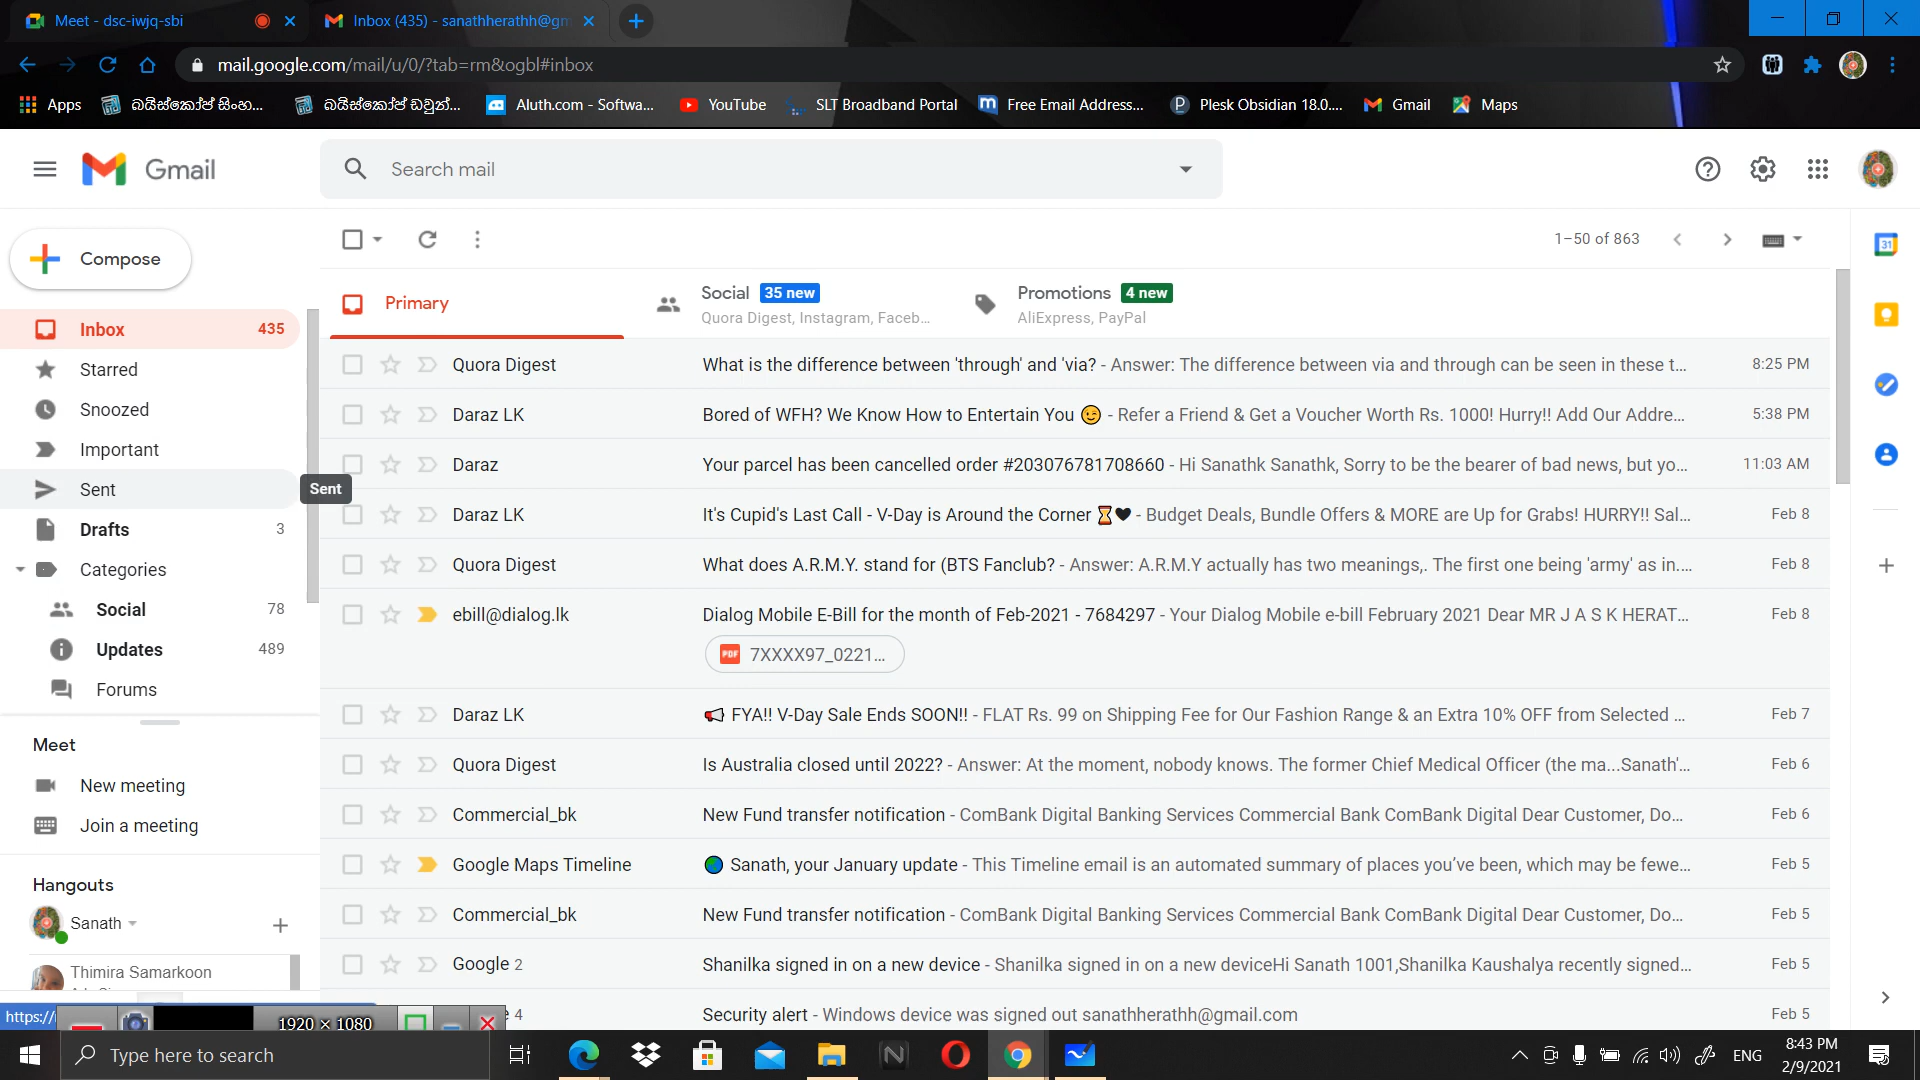 Meet - dsc-iwjq-sbi
Inbox (435) - sanathherathh@gm
mail.google.com/mail/u/0/?tab=rm&ogbl#inbox
Apps
බයිස්කෝප් සිංහ...
බයිස්කෝප් ඩවුන්...
Aluth.com - Softwa...
YouTube
SLT Broadband Portal
Free Email Address...
Plesk Obsidian 18.0....
Gmail
Maps
Gmail
Search mail
Compose
1–50 of 863
Primary
Social 35 new
Quora Digest, Instagram, Faceb...
Promotions 4 new
AliExpress, PayPal
Inbox 435
Starred
Snoozed
Important
Sent
Sent
Drafts 3
Categories
Social 78
Updates 489
Forums
Meet
New meeting
Join a meeting
Hangouts
Sanath
Thimira Samarkoon
Quora Digest What is the difference between 'through' and 'via? - Answer: The difference between via and through can be seen in these t... 8:25 PM
Daraz LK Bored of WFH? We Know How to Entertain You 😉 - Refer a Friend & Get a Voucher Worth Rs. 1000! Hurry!! Add Our Addre... 5:38 PM
Daraz Your parcel has been cancelled order #203076781708660 - Hi Sanathk Sanathk, Sorry to be the bearer of bad news, but yo... 11:03 AM
Daraz LK It's Cupid's Last Call - V-Day is Around the Corner ⏳🖤 - Budget Deals, Bundle Offers & MORE are Up for Grabs! HURRY!! Sal... Feb 8
Quora Digest What does A.R.M.Y. stand for (BTS Fanclub? - Answer: A.R.M.Y actually has two meanings,. The first one being 'army' as in.... Feb 8
ebill@dialog.lk Dialog Mobile E-Bill for the month of Feb-2021 - 7684297 - Your Dialog Mobile e-bill February 2021 Dear MR J A S K HERAT... Feb 8
PDF 7XXXX97_0221...
Daraz LK 📢 FYA!! V-Day Sale Ends SOON!! - FLAT Rs. 99 on Shipping Fee for Our Fashion Range & an Extra 10% OFF from Selected ... Feb 7
Quora Digest Is Australia closed until 2022? - Answer: At the moment, nobody knows. The former Chief Medical Officer (the ma...Sanath'... Feb 6
Commercial_bk New Fund transfer notification - ComBank Digital Banking Services Commercial Bank ComBank Digital Dear Customer, Do... Feb 6
Google Maps Timeline 🌏 Sanath, your January update - This Timeline email is an automated summary of places you've been, which may be fewe... Feb 5
Commercial_bk New Fund transfer notification - ComBank Digital Banking Services Commercial Bank ComBank Digital Dear Customer, Do... Feb 5
Google 2 Shanilka signed in on a new device - Shanilka signed in on a new deviceHi Sanath 1001,Shanilka Kaushalya recently signed... Feb 5
e 4 Security alert - Windows device was signed out sanathherathh@gmail.com Feb 5
https://
1920 × 1080
Type here to search
ENG
8:43 PM
2/9/2021